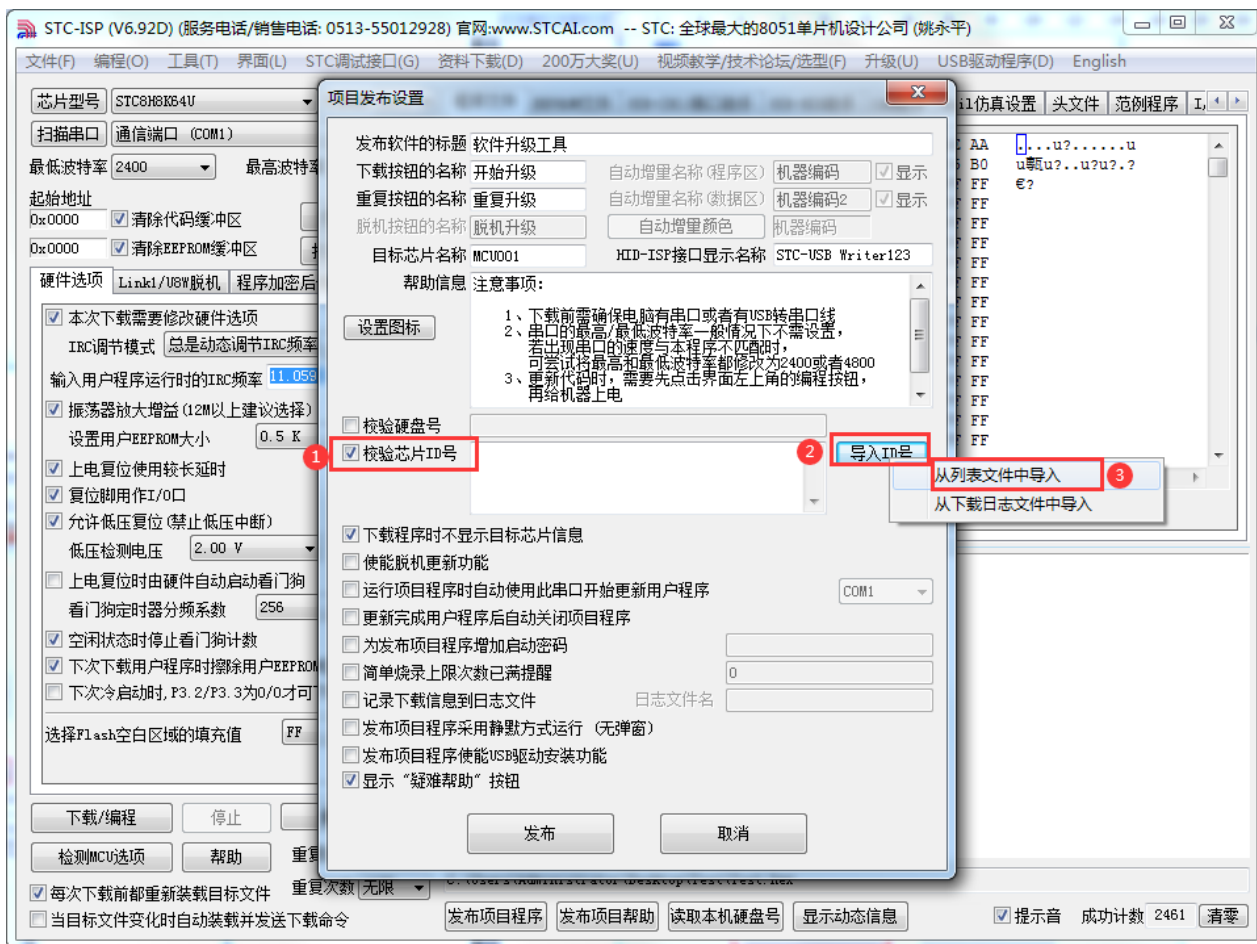 STC-ISP (V6.92D) (服务电话/销售电话: 0513-55012928) 官网:www.STCAI.com -- STC: 全球最大的8051单片机设计公司 (姚永平)
文件(F) 编程(O) 工具(T) 界面(L) STC调试接口(G) 资料下载(D) 200万大奖(U) 视频教学/技术论坛/选型(F) 升级(U) USB驱动程序(D) English
芯片型号 STC8H8K64U
扫描串口 通信端口 (COM1)
最低波特率 2400 最高波特率
起始地址
0x0000 清除代码缓冲区
0x0000 清除EEPROM缓冲区
硬件选项 Link1/U8W脱机 程序加密后
本次下载需要修改硬件选项
IRC调节模式 总是动态调节IRC频率
输入用户程序运行时的IRC频率 11.059
振荡器放大增益(12M以上建议选择)
设置用户EEPROM大小 0.5 K
上电复位使用较长延时
复位脚用作I/O口
允许低压复位(禁止低压中断)
低压检测电压 2.00 V
上电复位时由硬件自动启动看门狗
看门狗定时器分频系数 256
空闲状态时停止看门狗计数
下次下载用户程序时擦除用户EEPROM
下次冷启动时,P3.2/P3.3为0/0才可
选择Flash空白区域的填充值 FF
下载/编程 停止
检测MCU选项 帮助
每次下载前都重新装载目标文件 重复次数 无限
当目标文件变化时自动装载并发送下载命令
发布项目程序 发布项目帮助 读取本机硬盘号 显示动态信息 提示音 成功计数 2461 清零
项目发布设置
发布软件的标题 软件升级工具
下载按钮的名称 开始升级 自动增量名称(程序区) 机器编码 显示
重复按钮的名称 重复升级 自动增量名称(数据区) 机器编码2 显示
脱机按钮的名称 脱机升级 自动增量颜色 机器编码
目标芯片名称 MCU001 HID-ISP接口显示名称 STC-USB Writer123
帮助信息 注意事项:
1、下载前需确保电脑有串口或者有USB转串口线
设置图标 2、串口的最高/最低波特率一般情况下不需设置,
若出现串口的速度与本程序不匹配时,
可尝试将最高和最低波特率都修改为2400或者4800
3、更新代码时,需要先点击界面左上角的编程按钮,
再给机器上电
校验硬盘号
1 校验芯片ID号 2 导入ID号
从列表文件中导入 3
从下载日志文件中导入
下载程序时不显示目标芯片信息
使能脱机更新功能
运行项目程序时自动使用此串口开始更新用户程序 COM1
更新完成用户程序后自动关闭项目程序
为发布项目程序增加启动密码
简单烧录上限次数已满提醒 0
记录下载信息到日志文件 日志文件名
发布项目程序采用静默方式运行 (无弹窗)
发布项目程序使能USB驱动安装功能
显示 "疑难帮助" 按钮
发布 取消
il仿真设置 头文件 范例程序
AA ....u?......u
B0 u甎u?..u?u?.?
FF €?
FF
FF
FF
FF
FF
FF
FF
FF
FF
FF
FF
FF
FF